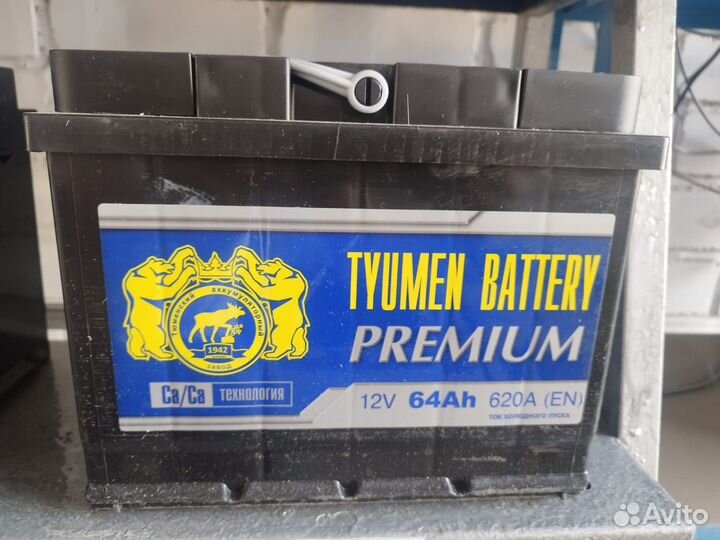 TYUMEN BATTERY
PREMIUM
Тюменский аккумуляторный
1942
завод
Ca/Ca технология
12V 64Ah 620A (EN)
ТОК ХОЛОДНОГО ПУСКА
Avito